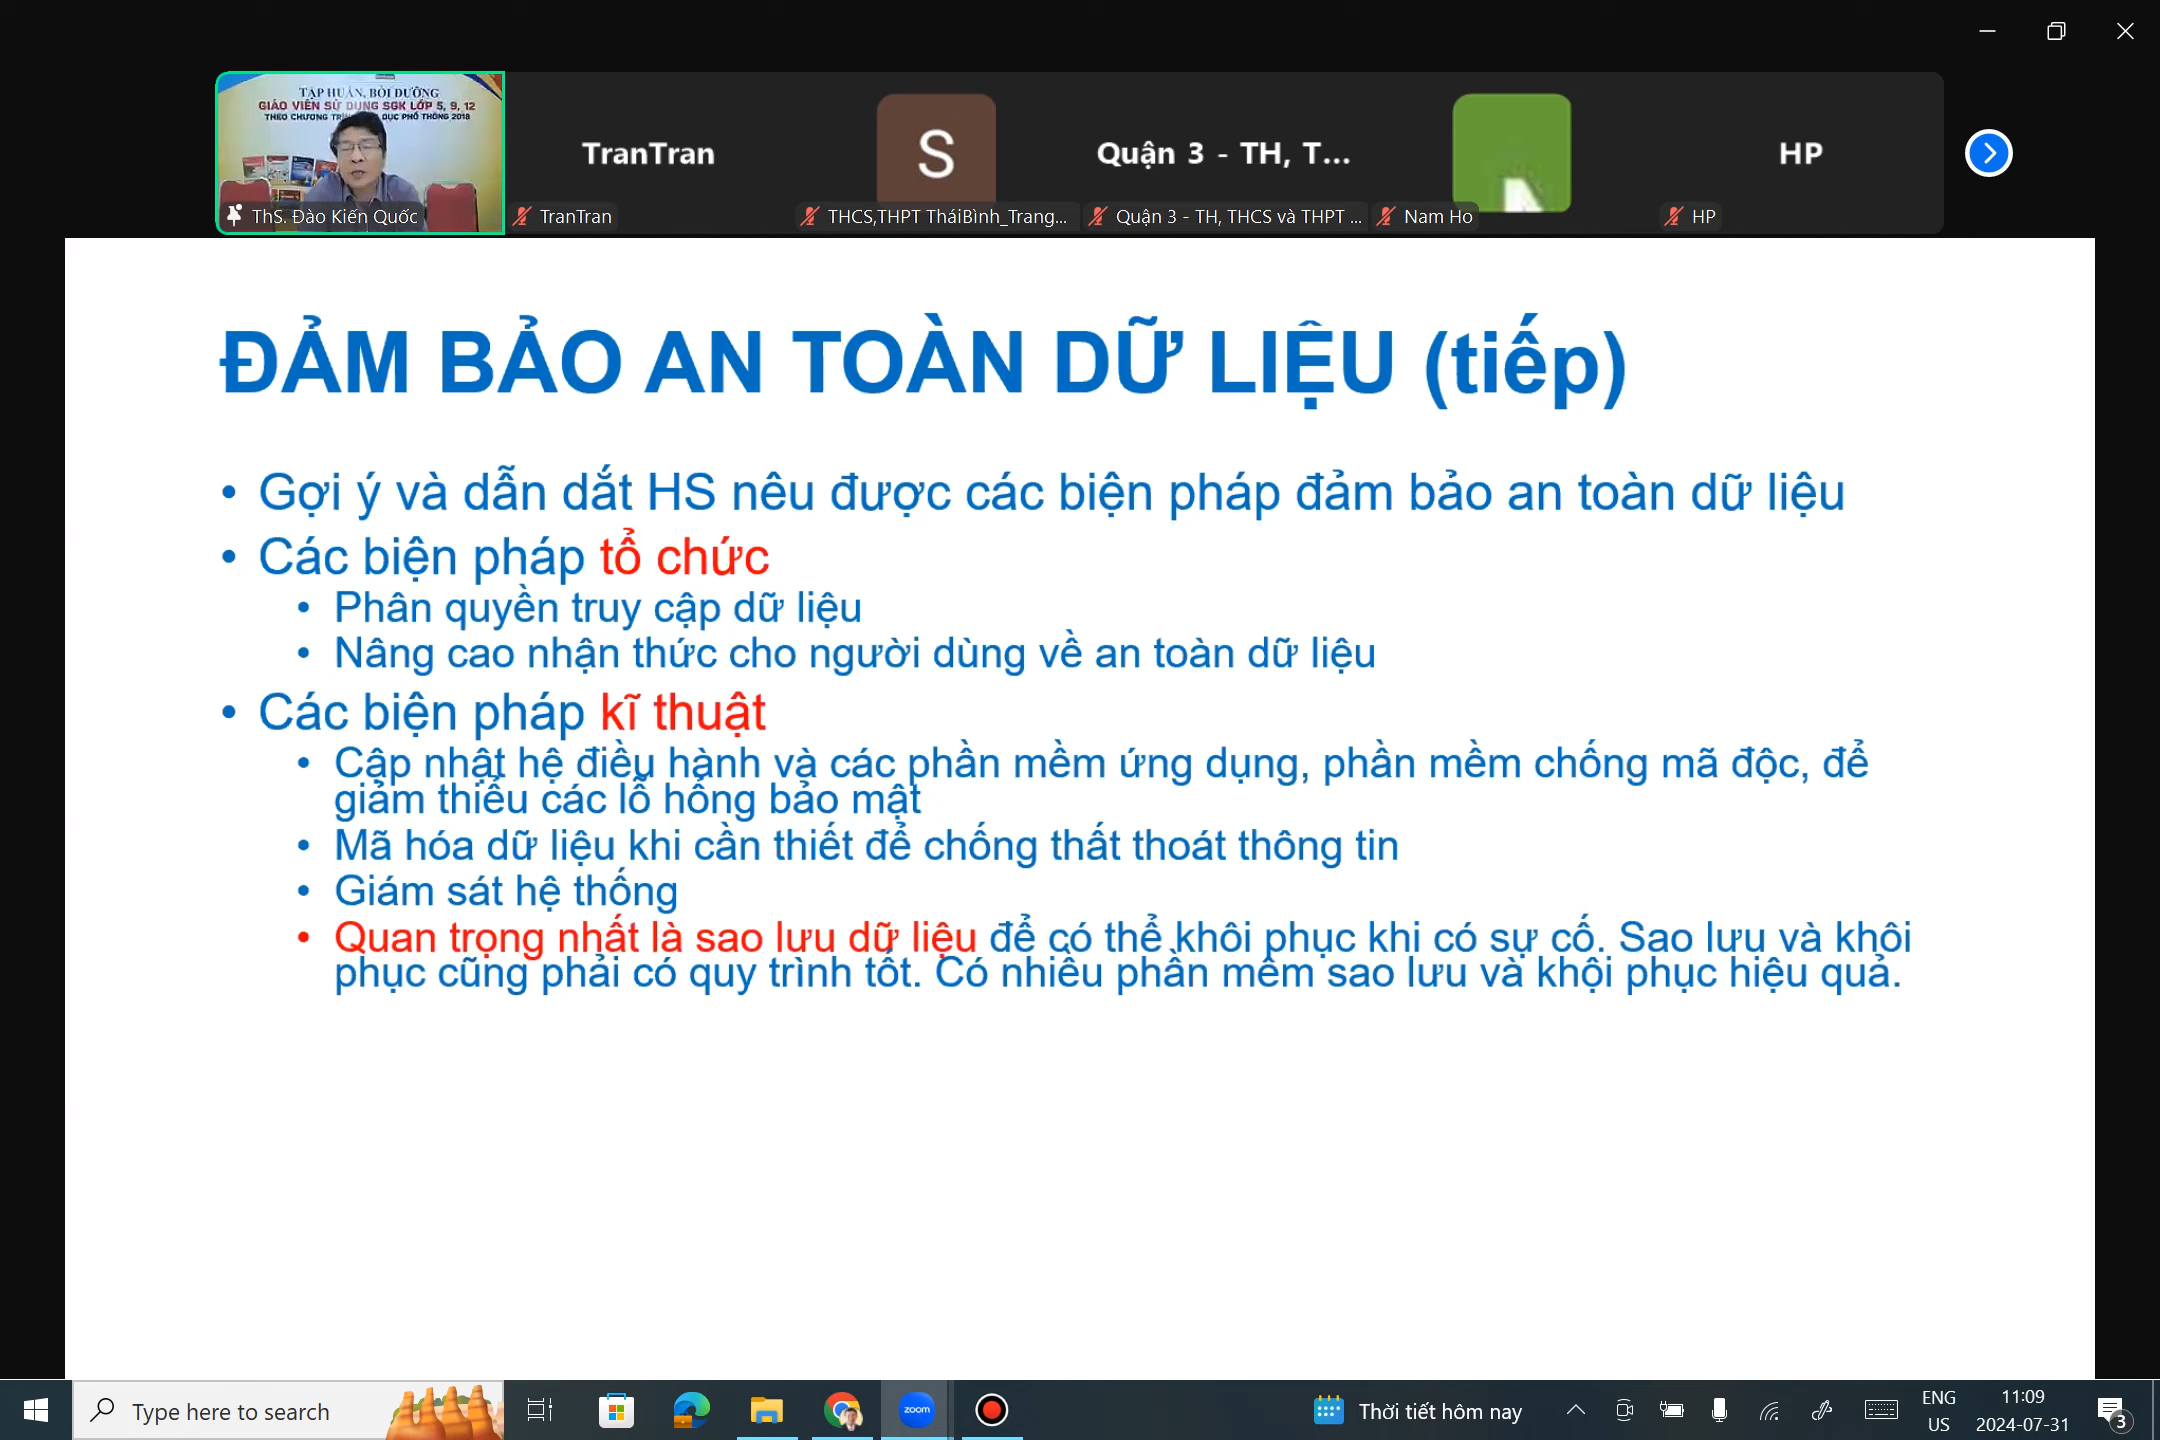 TẬP HUẤN, BỒI DƯỠNG
GIÁO VIÊN SỬ DỤNG SGK LỚP 5, 9, 12
THEO CHƯƠNG DỤC PHỔ THÔNG 2018
ThS. Đào Kiến Quốc
TranTran
TranTran
S
THCS,THPT TháiBình_Trang...
Quận 3 - TH, T...
Quận 3 - TH, THCS và THPT ...
Nam Ho
HP
HP
ĐẢM BẢO AN TOÀN DỮ LIỆU (tiếp)
• Gợi ý và dẫn dắt HS nêu được các biện pháp đảm bảo an toàn dữ liệu
• Các biện pháp tổ chức
• Phân quyền truy cập dữ liệu
• Nâng cao nhận thức cho người dùng về an toàn dữ liệu
• Các biện pháp kĩ thuật
• Cập nhật hệ điều hành và các phần mềm ứng dụng, phần mềm chống mã độc, để
giảm thiểu các lỗ hổng bảo mật
• Mã hóa dữ liệu khi cần thiết để chống thất thoát thông tin
• Giám sát hệ thống
• Quan trọng nhất là sao lưu dữ liệu để có thể khôi phục khi có sự cố. Sao lưu và khôi
phục cũng phải có quy trình tốt. Có nhiều phần mềm sao lưu và khôi phục hiệu quả.
Type here to search
zoom
Thời tiết hôm nay
ENG
US
11:09
2024-07-31
3